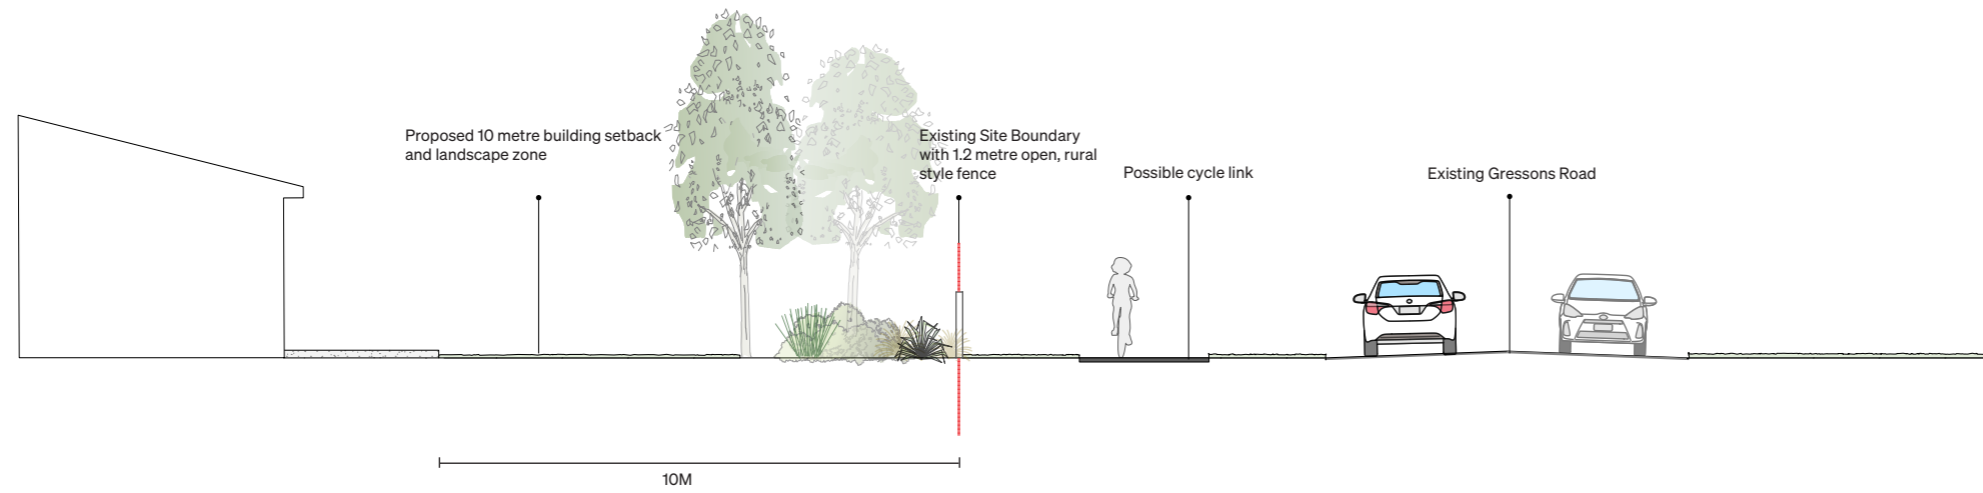 Proposed 10 metre building setback
and landscape zone
Existing Site Boundary
with 1.2 metre open, rural
style fence
Possible cycle link
Existing Gressons Road
10M